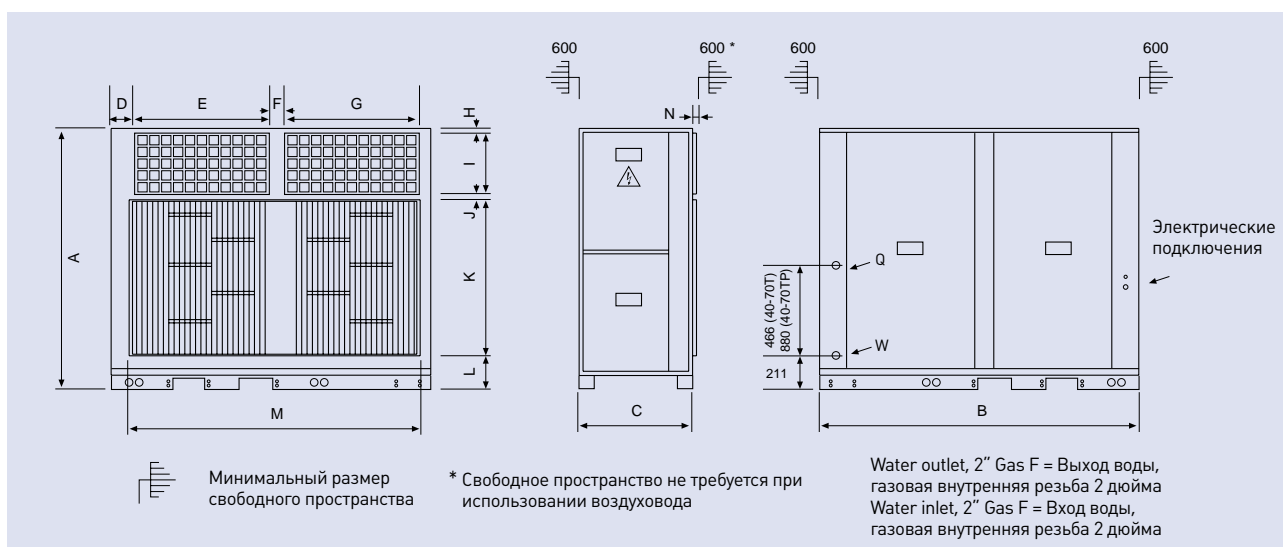 600
600 *
600
600
D
E
F
G
H
N
I
J
A
K
L
M
C
B
Q
W
466 (40-70T)
880 (40-70TP)
211
Электрические
подключения
Минимальный размер
свободного пространства
* Свободное пространство не требуется при
использовании воздуховода
Water outlet, 2” Gas F = Выход воды,
газовая внутренняя резьба 2 дюйма
Water inlet, 2” Gas F = Вход воды,
газовая внутренняя резьба 2 дюйма